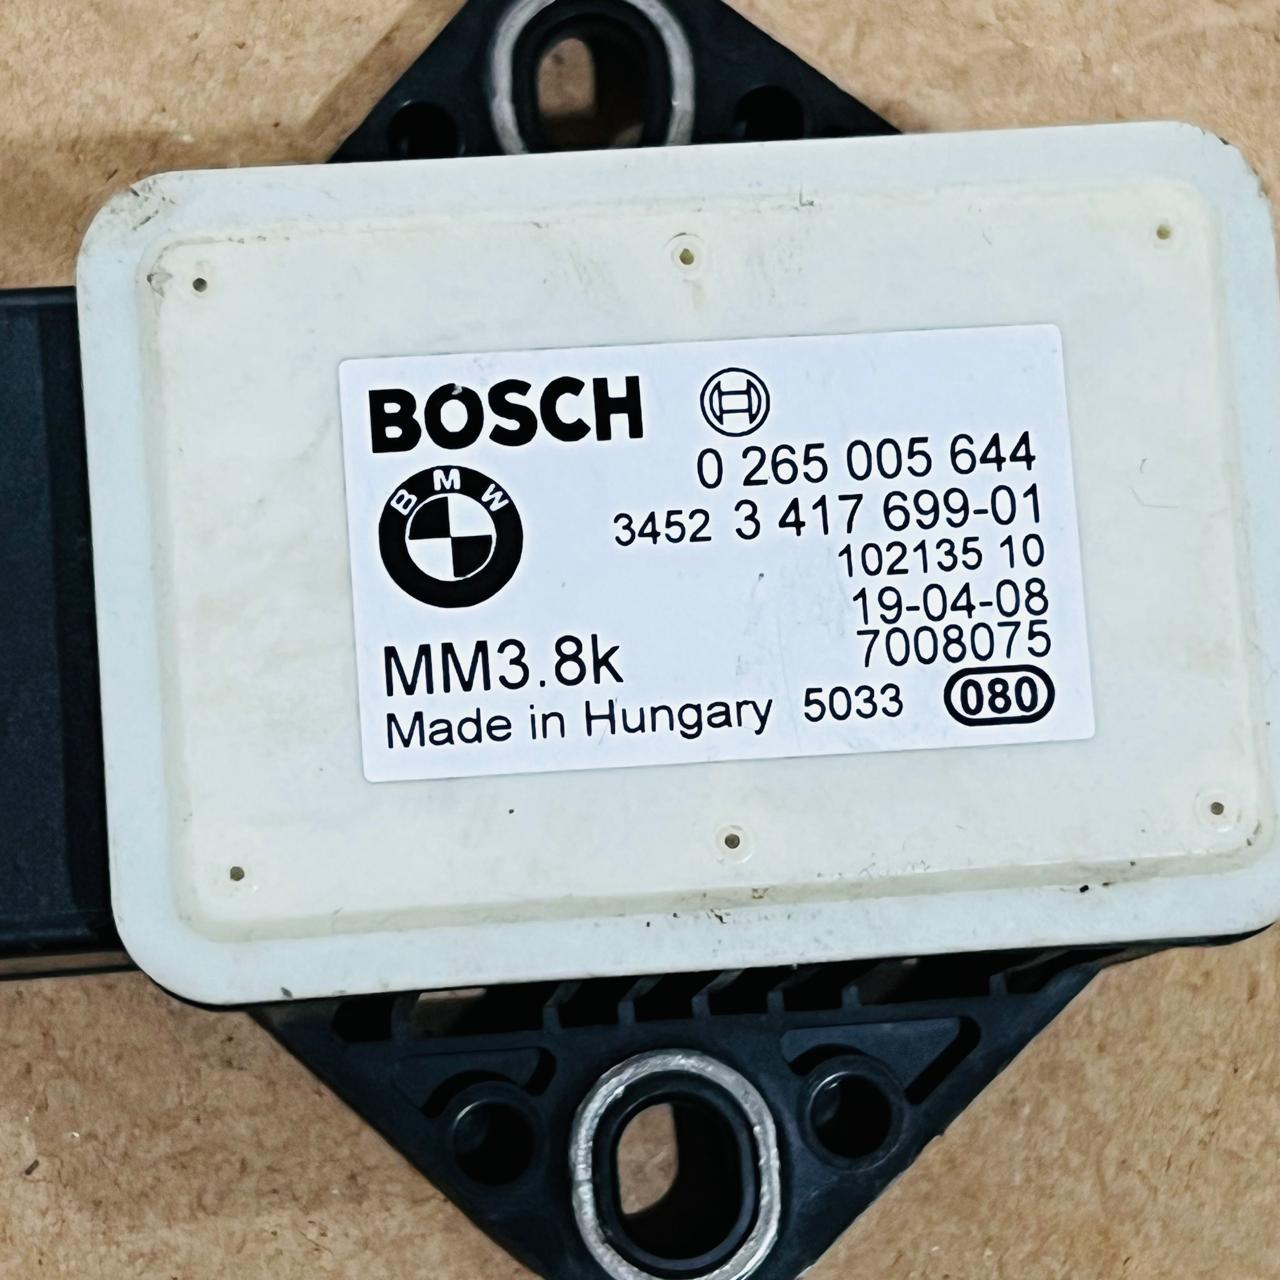 BOSCH
0 265 005 644
BMW
3452 3 417 699-01
102135 10
19-04-08
7008075
MM3.8k
Made in Hungary 5033 080